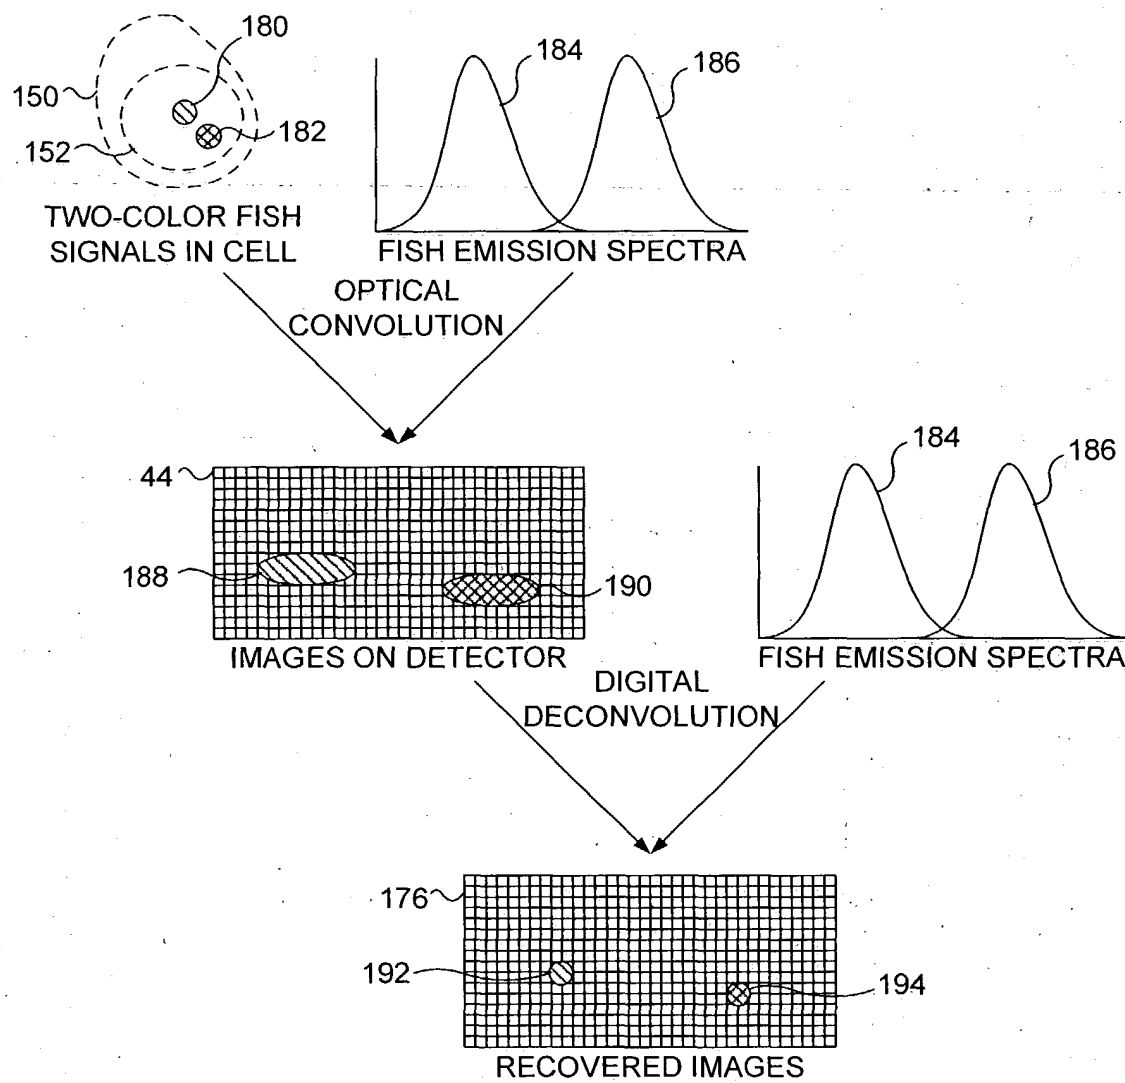 180
150
182
152
TWO-COLOR FISH
SIGNALS IN CELL
184
186
FISH EMISSION SPECTRA
OPTICAL
CONVOLUTION
44
188
190
IMAGES ON DETECTOR
184
186
FISH EMISSION SPECTRA
DIGITAL
DECONVOLUTION
176
192
194
RECOVERED IMAGES